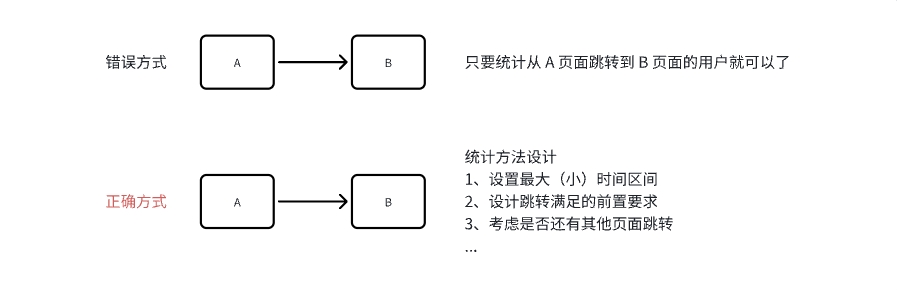 错误方式
A
B
只要统计从 A 页面跳转到 B 页面的用户就可以了
统计方法设计
1、设置最大（小）时间区间
正确方式
A
B
2、设计跳转满足的前置要求
3、考虑是否还有其他页面跳转
...